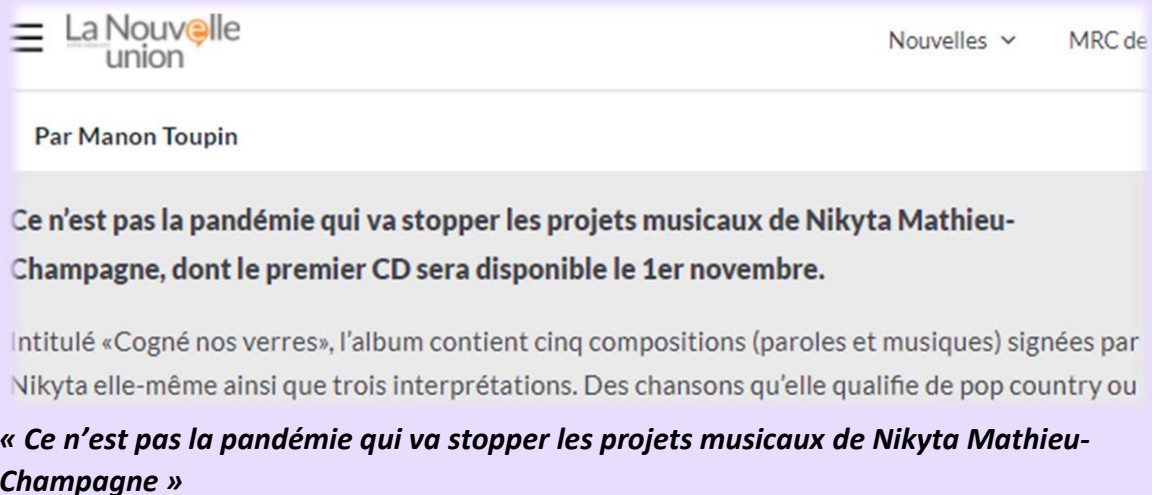 La Nouvelle
union
Nouvelles
MRC de
Par Manon Toupin
Ce n’est pas la pandémie qui va stopper les projets musicaux de Nikyta Mathieu-
Champagne, dont le premier CD sera disponible le 1er novembre.
Intitulé «Cogné nos verres», l’album contient cinq compositions (paroles et musiques) signées par
Nikyta elle-même ainsi que trois interprétations. Des chansons qu’elle qualifie de pop country ou
« Ce n’est pas la pandémie qui va stopper les projets musicaux de Nikyta Mathieu-
Champagne »